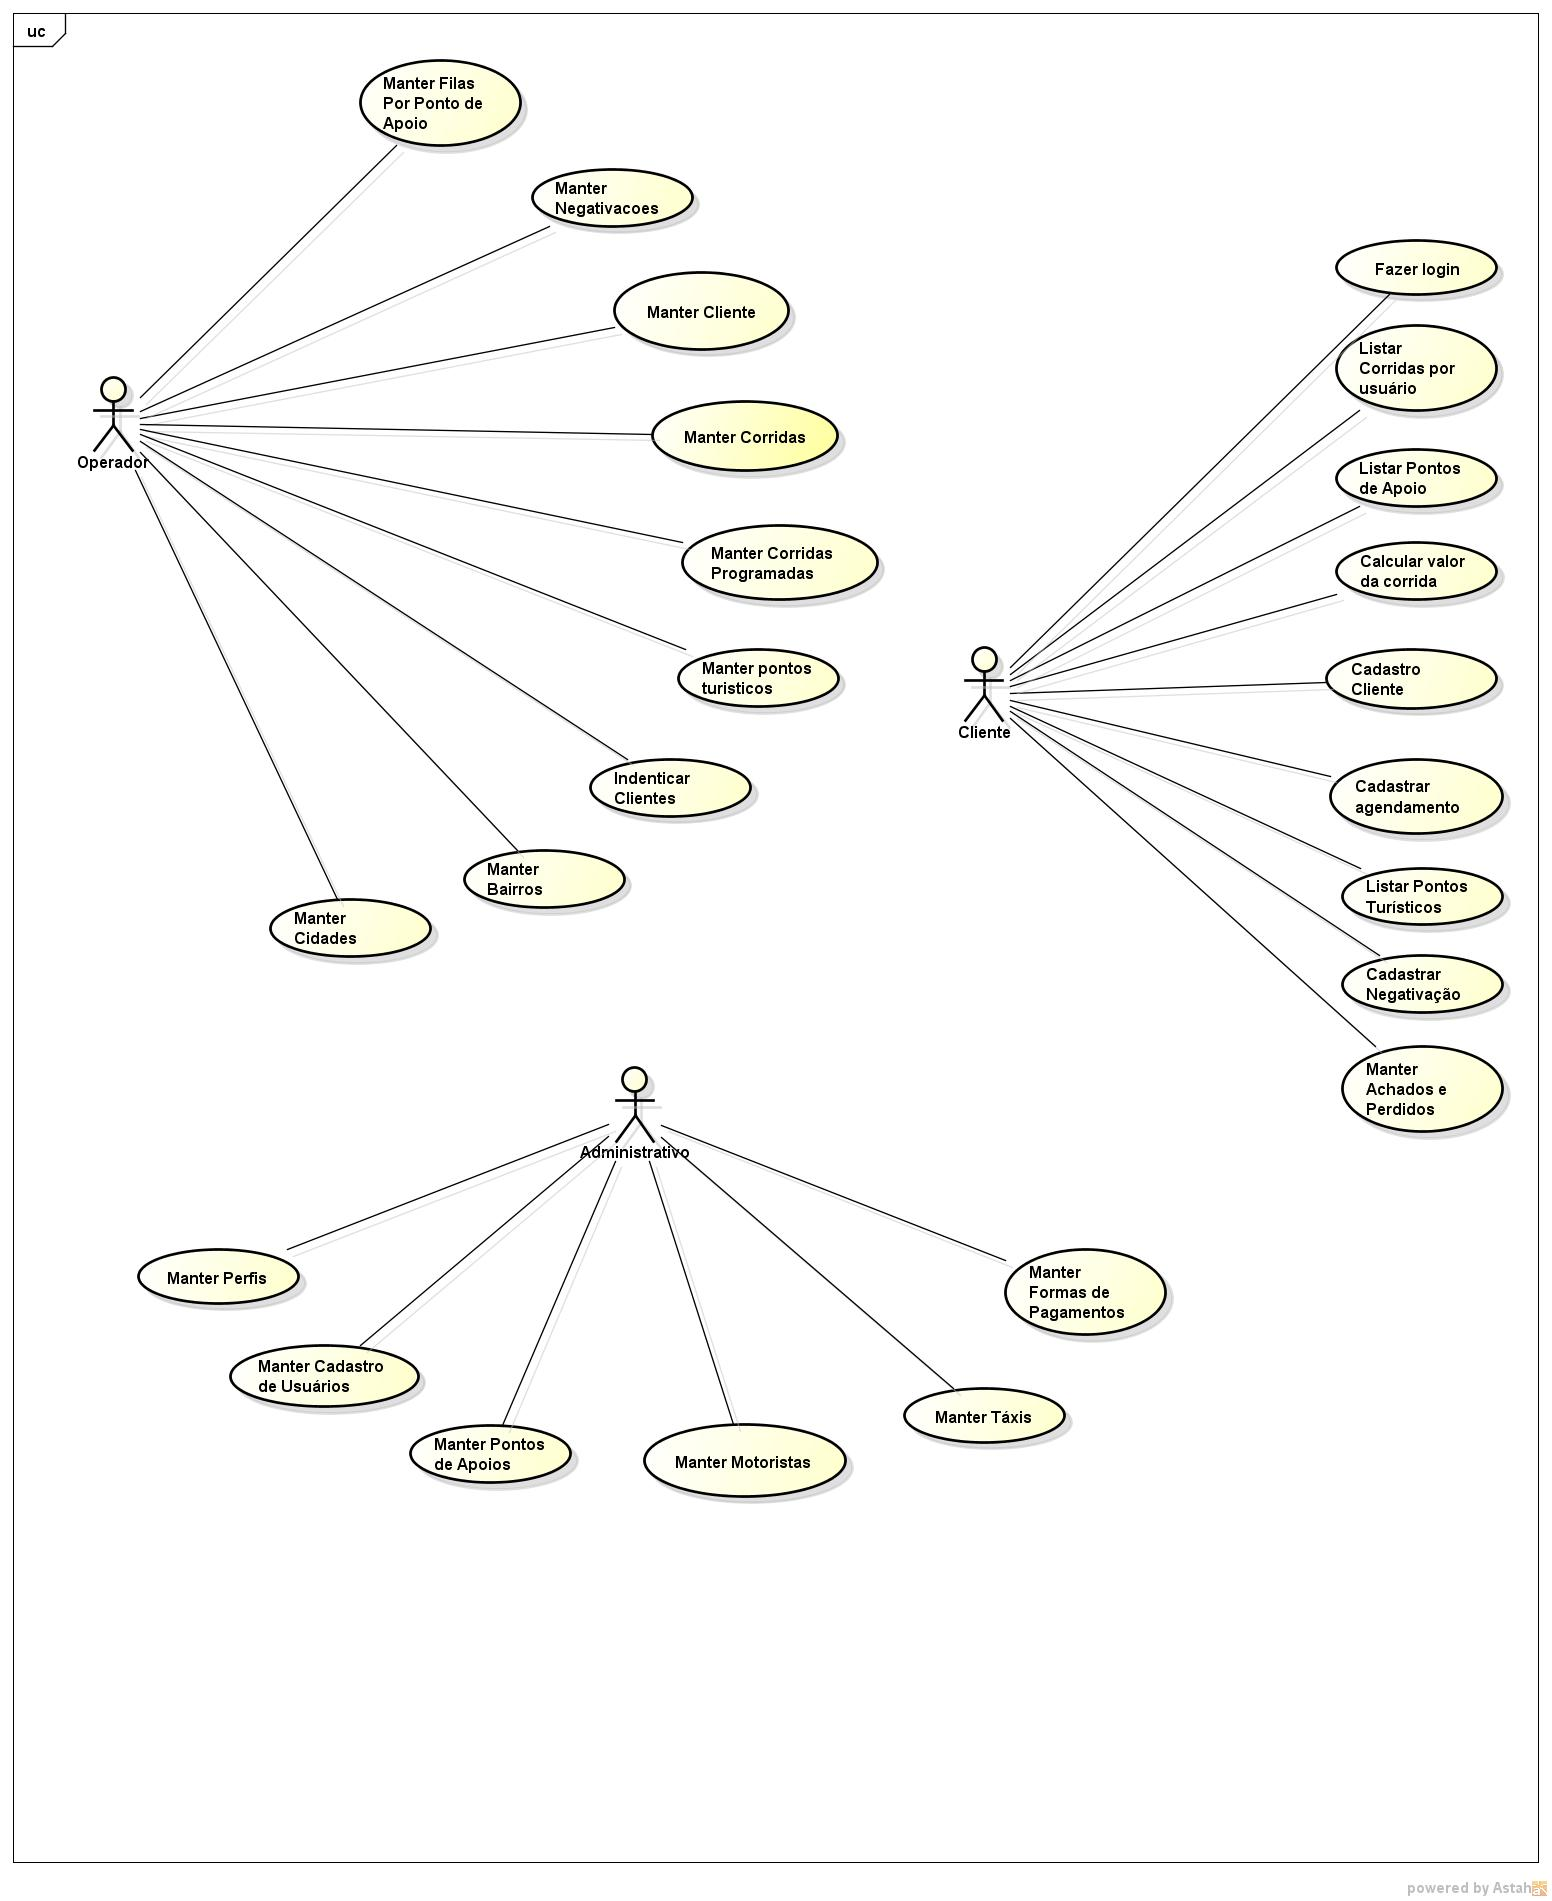 uc
Manter Filas
Por Ponto de
Apoio
Manter
Negativacoes
Manter Cliente
Manter Corridas
Manter Corridas
Programadas
Manter pontos
turisticos
Indenticar
Clientes
Manter
Bairros
Manter
Cidades
Operador
Fazer login
Listar
Corridas por
usuário
Listar Pontos
de Apoio
Calcular valor
da corrida
Cadastro
Cliente
Cadastrar
agendamento
Listar Pontos
Turísticos
Cadastrar
Negativação
Manter
Achados e
Perdidos
Cliente
Administrativo
Manter Perfis
Manter Cadastro
de Usuários
Manter Pontos
de Apoios
Manter Motoristas
Manter Táxis
Manter
Formas de
Pagamentos
powered by Astah